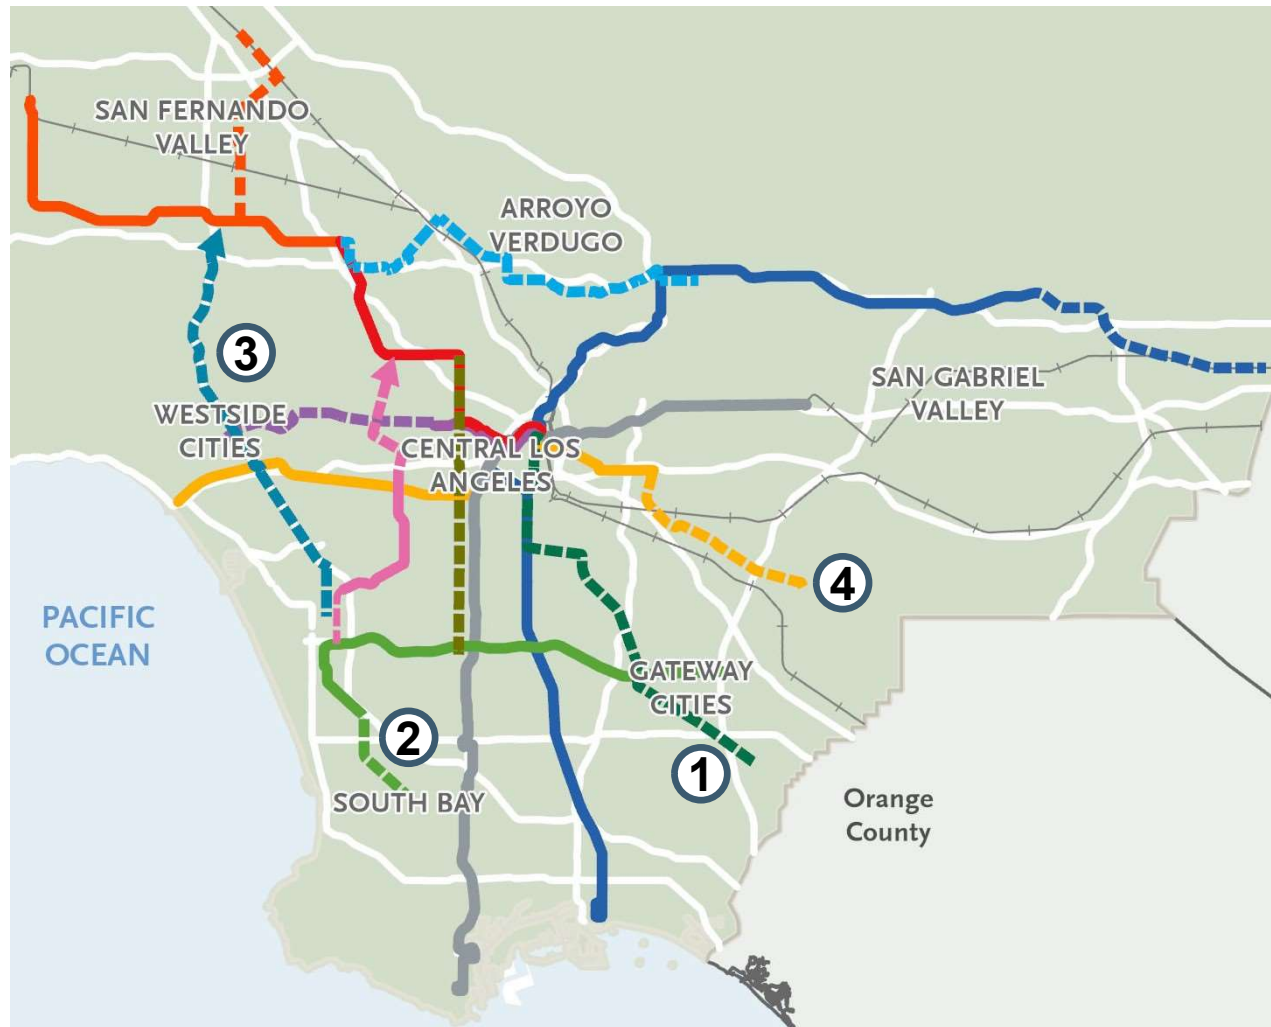 SAN FERNANDO
VALLEY
ARROYO
VERDUGO
3
WESTSIDE
CITIES
SAN GABRIEL
VALLEY
CENTRAL LOS
ANGELES
4
PACIFIC
OCEAN
GATEWAY
CITIES
2
1
SOUTH BAY
Orange
County